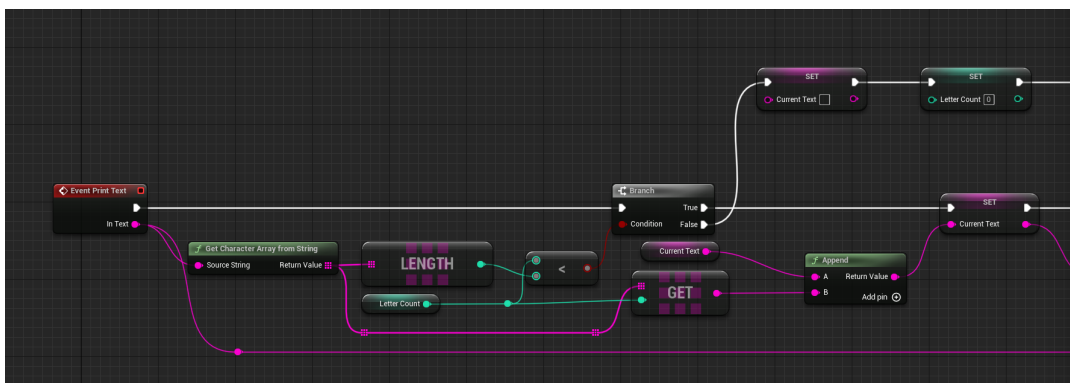 SET
Current Text
SET
Letter Count 0
Event Print Text
In Text
Branch
True
Condition False
SET
Current Text
f Get Character Array from String
Source String Return Value
LENGTH
<
Letter Count
Current Text
GET
f Append
A Return Value
B
Add pin